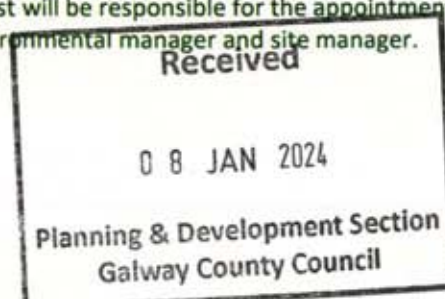 st will be responsible for the appointmen
ronmental manager and site manager.
Received
0 8 JAN 2024
Planning & Development Section
Galway County Council